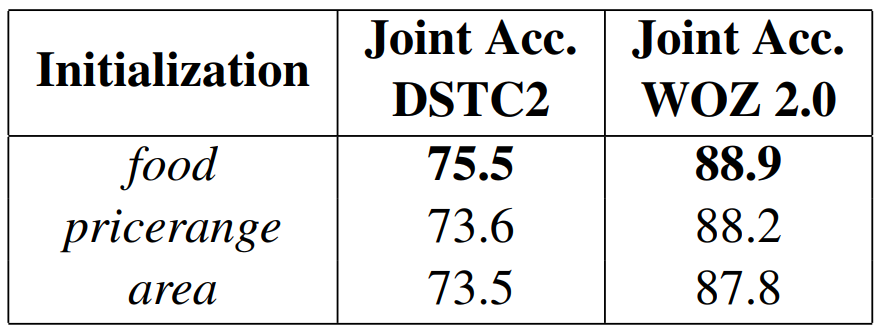 Initialization Joint Acc. DSTC2 Joint Acc. WOZ 2.0
food 75.5 88.9
pricerange 73.6 88.2
area 73.5 87.8